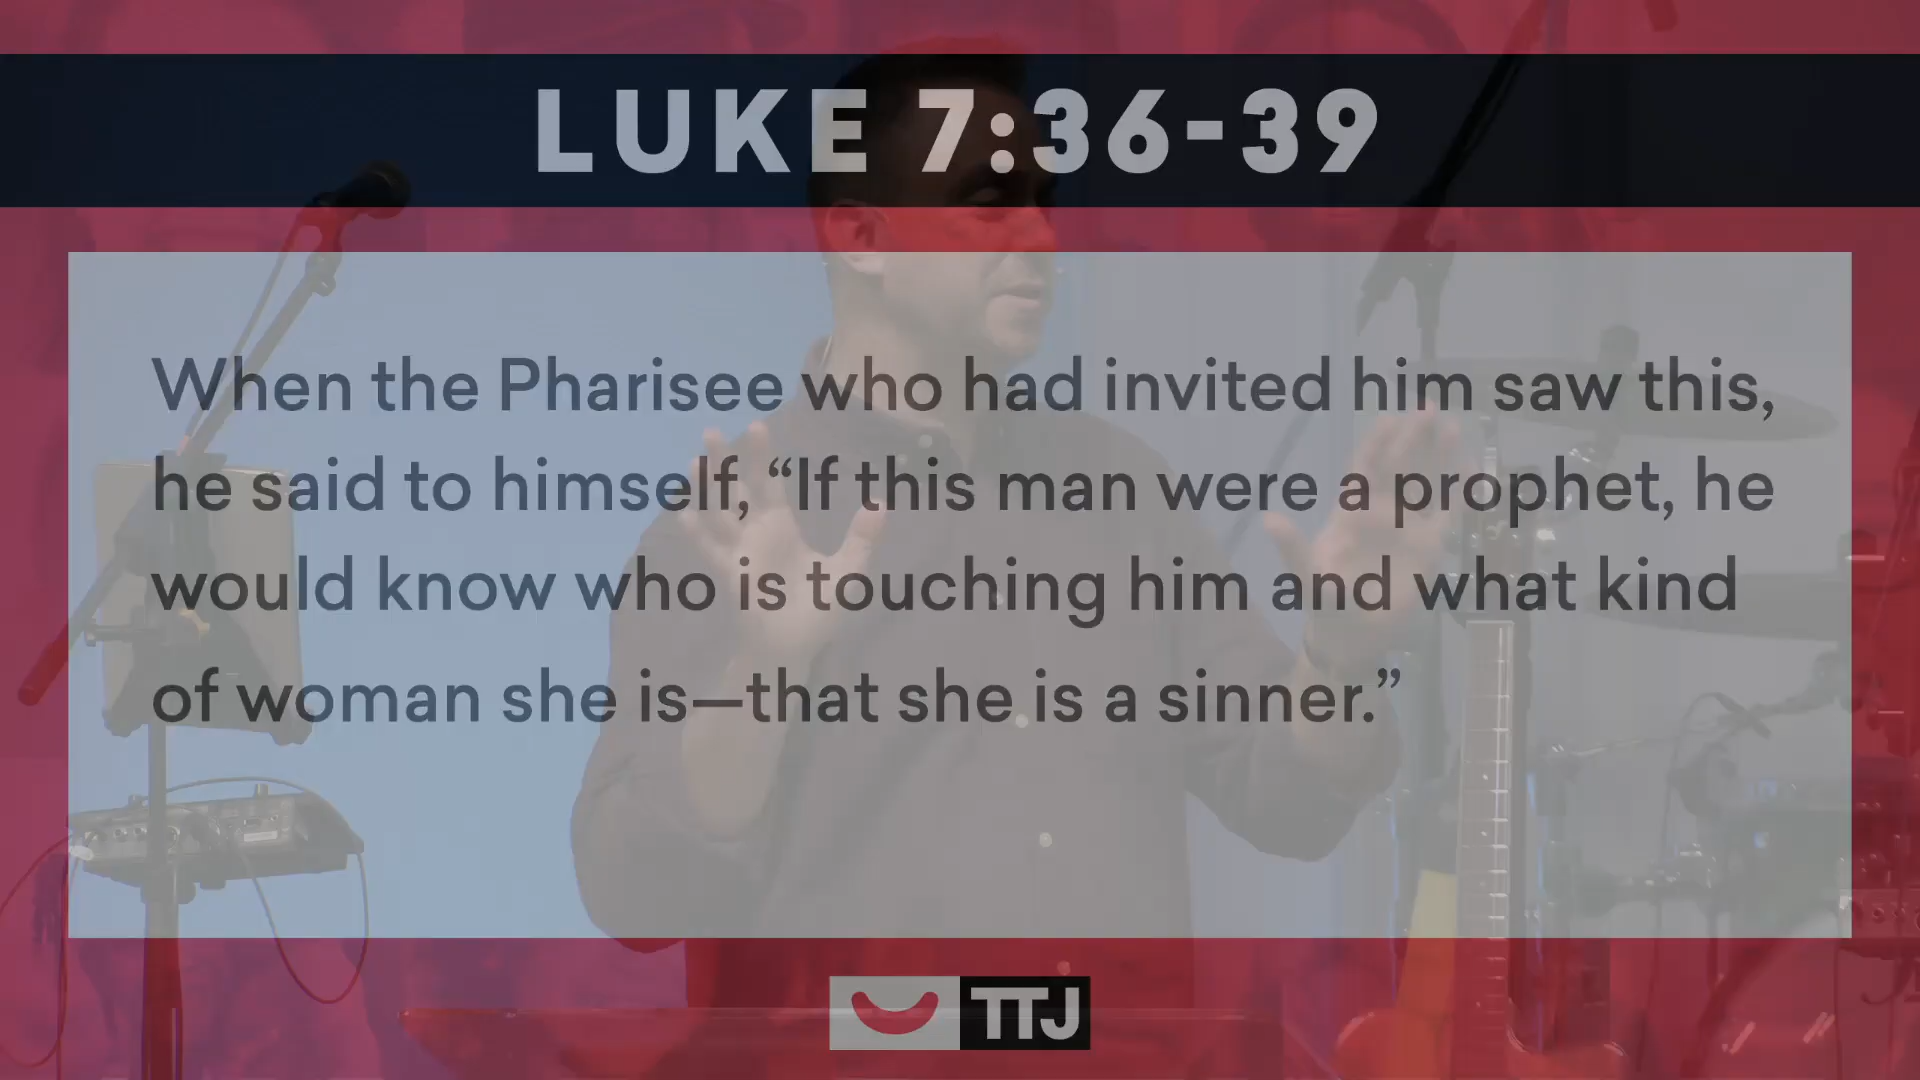 LUKE 7:36-39
When the Pharisee who had invited him saw this,
he said to himself, “If this man were a prophet, he
would know who is touching him and what kind
of woman she is—that she is a sinner.”
TTJ